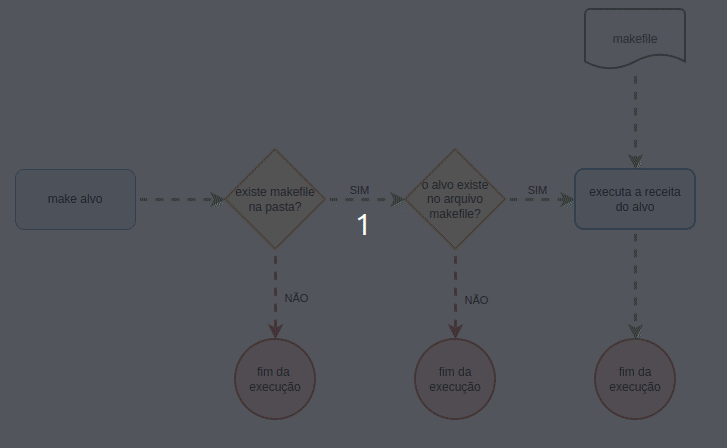 makefile
make alvo
existe makefile
na pasta?
SIM
1
o alvo existe
no arquivo
makefile?
SIM
executa a receita
do alvo
NÃO
NÃO
fim da
execução
fim da
execução
fim da
execução